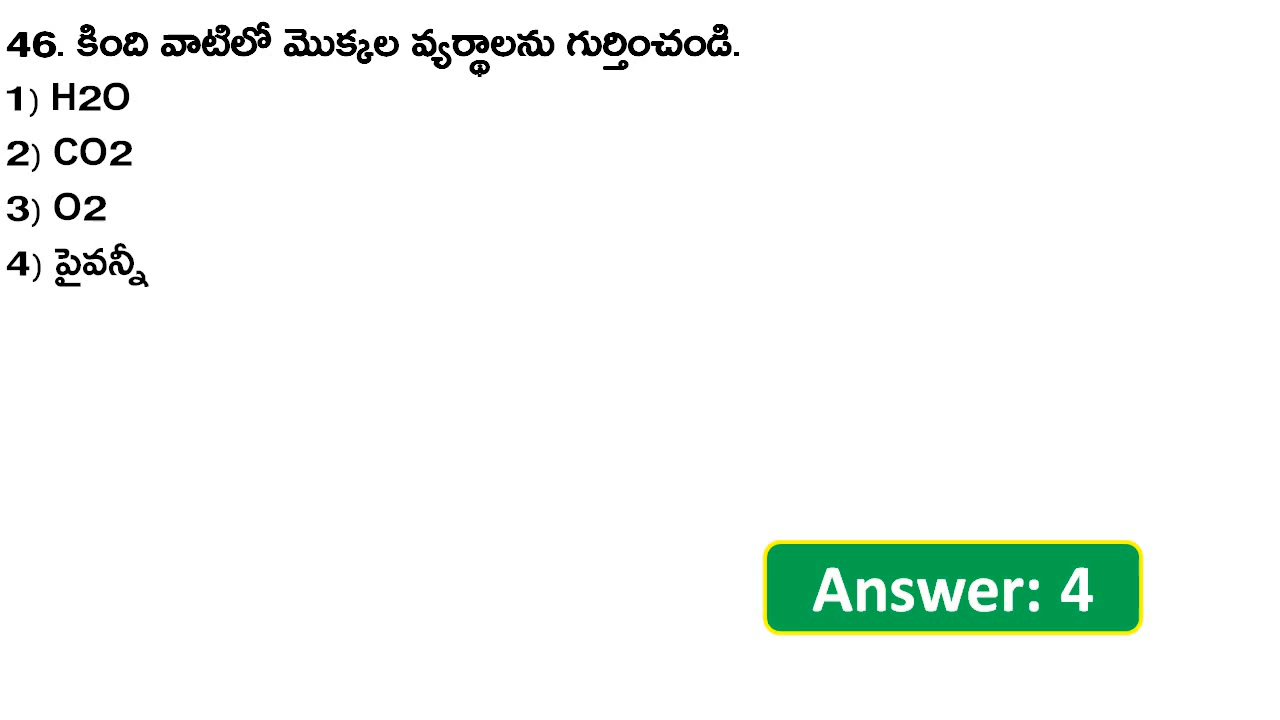 46. కింది వాటిలో మొక్కల వ్యర్థాలను గుర్తించండి.
1) H2O
2) CO2
3) O2
4) పైవన్నీ
Answer: 4